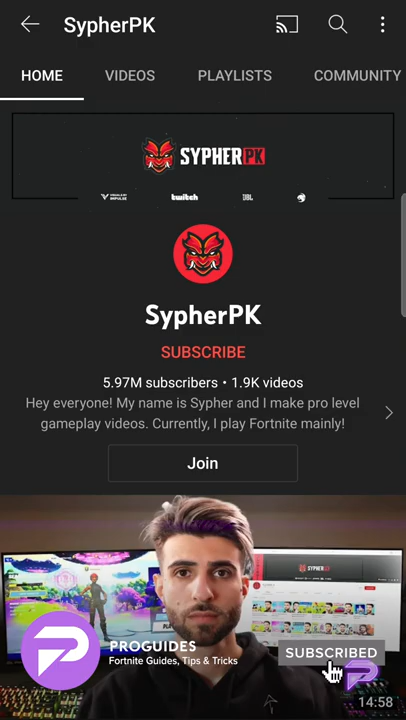 SypherPK
HOME VIDEOS PLAYLISTS COMMUNITY
SYPHERPK
twitch JBL
SypherPK
SUBSCRIBE
5.97M subscribers • 1.9K videos
Hey everyone! My name is Sypher and I make pro level
gameplay videos. Currently, I play Fortnite mainly!
Join
PROGUIDES
Fortnite Guides, Tips & Tricks
SUBSCRIBED
14:58